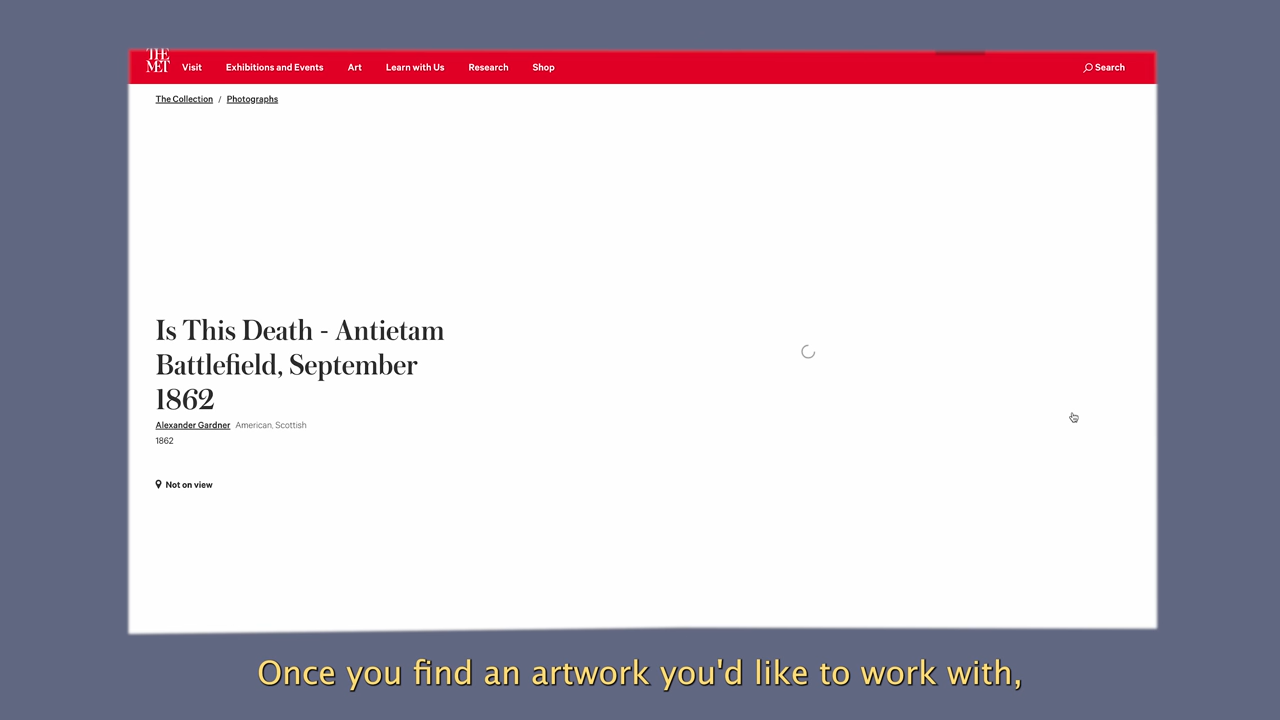 THE MET Visit Exhibitions and Events Art Learn with Us Research Shop Search
The Collection / Photographs
Is This Death - Antietam
Battlefield, September
1862
Alexander Gardner American, Scottish
1862
Not on view
Once you find an artwork you'd like to work with,